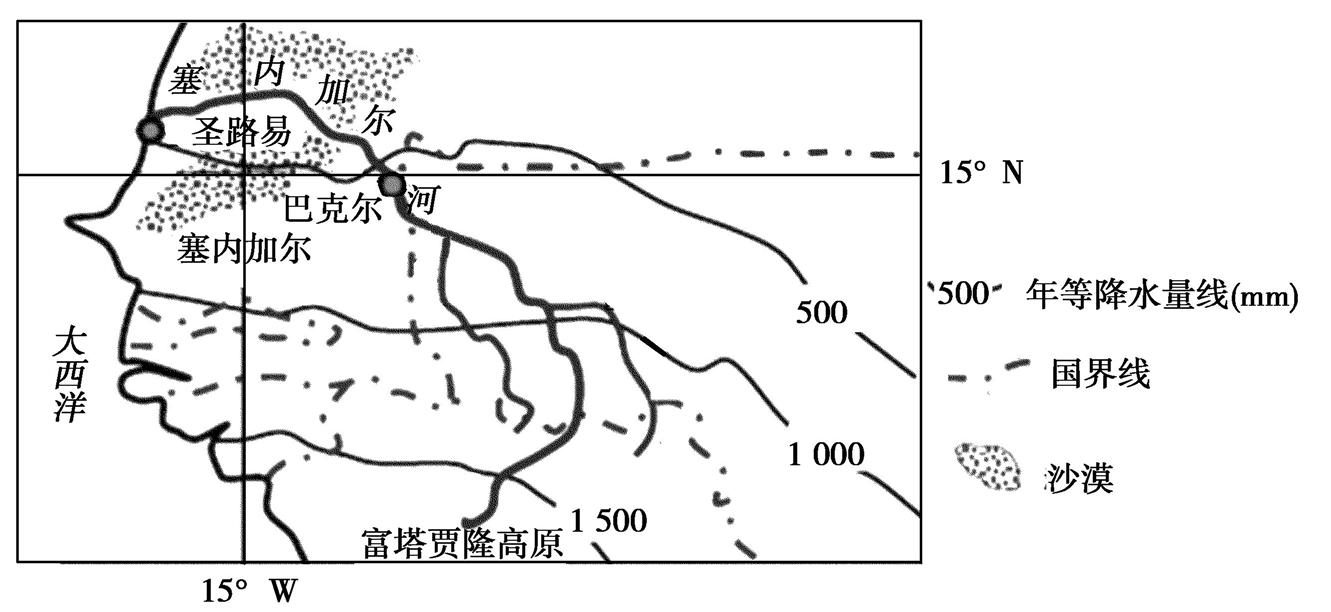 塞内加尔河
圣路易
15° N
巴克尔
塞内加尔
500
500 年等降水量线(mm)
大西洋
国界线
1 000
沙漠
1 500
富塔贾隆高原
15° W